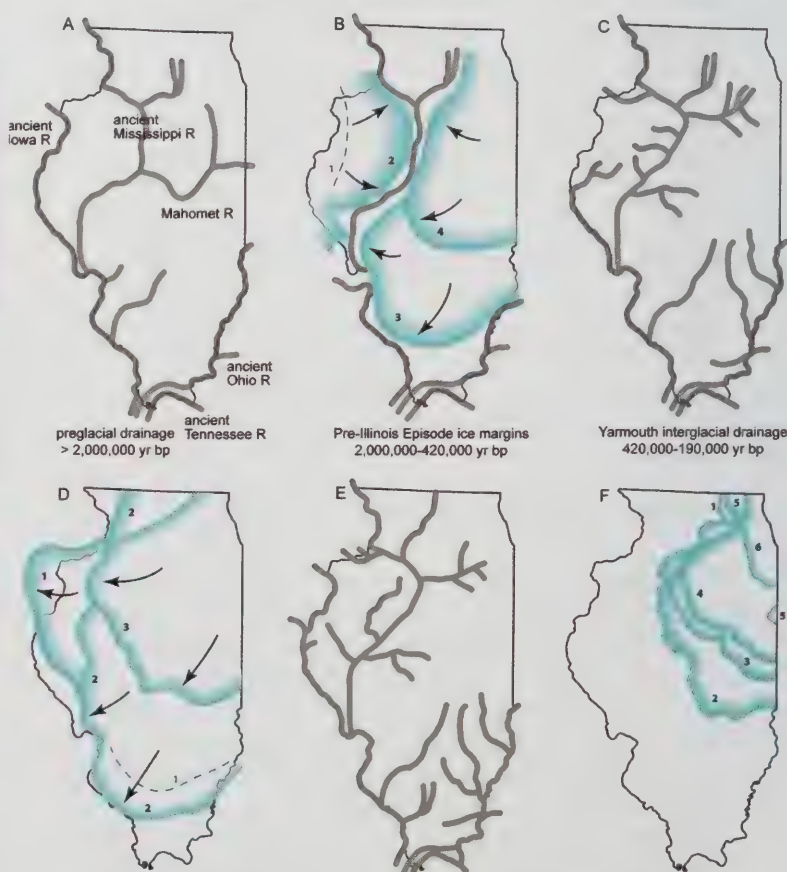 A
B
C
ancient
Iowa R
ancient
Mississippi R
Mahomet R
ancient
Ohio R
ancient
Tennessee R
preglacial drainage
> 2,000,000 yr bp
1
2
4
3
Pre-Illinois Episode ice margins
2,000,000-420,000 yr bp
Yarmouth interglacial drainage
420,000-190,000 yr bp
D
E
F
2
1
3
2
1
2
1
5
6
4
5
3
2